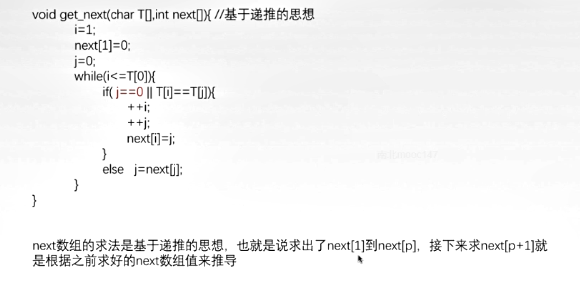 void get_next(char T[],int next[]){ //基于递推的思想
i=1;
next[1]=0;
j=0;
while(i<=T[0]){
if( j==0 || T[i]==T[j]){
++i;
++j;
next[i]=j;
}
else j=next[j];
}
}
next数组的求法是基于递推的思想，也就是说求出了next[1]到next[p]，接下来求next[p+1]就
是根据之前求好的next数组值来推导